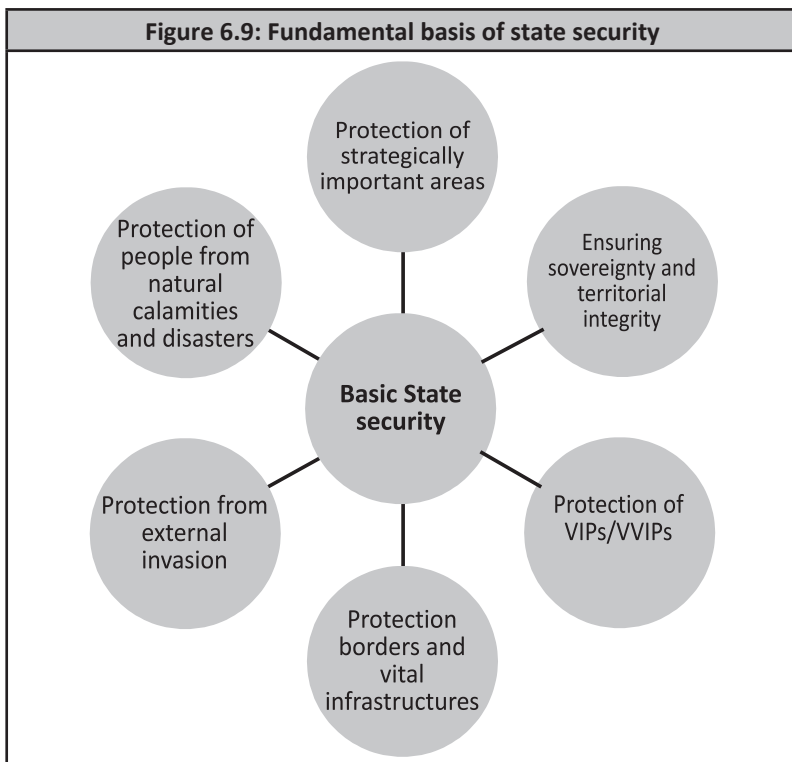 Figure 6.9: Fundamental basis of state security
Protection of
strategically
important areas
Ensuring
sovereignty and
territorial
integrity
Protection of
VIPs/VVIPs
Protection
borders and
vital
infrastructures
Protection from
external
invasion
Protection of
people from
natural
calamities
and disasters
Basic State
security